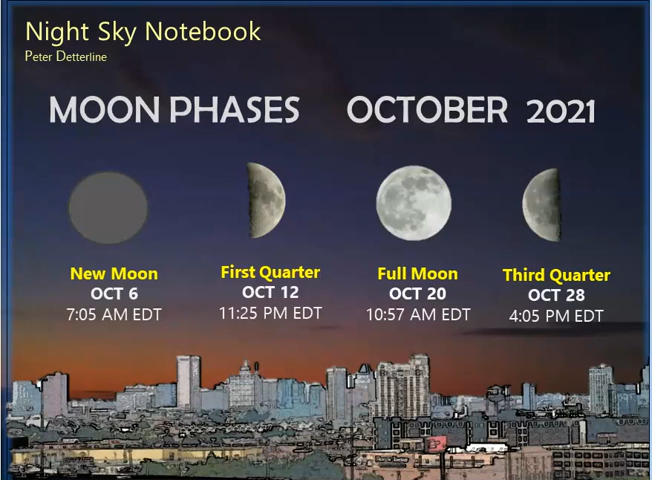 Night Sky Notebook
Peter Detterline
MOON PHASES OCTOBER 2021
New Moon
OCT 6
7:05 AM EDT
First Quarter
OCT 12
11:25 PM EDT
Full Moon
OCT 20
10:57 AM EDT
Third Quarter
OCT 28
4:05 PM EDT